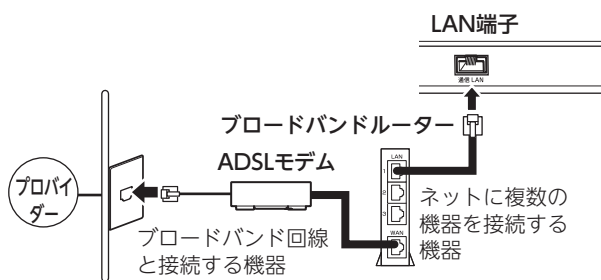 LAN端子
通信 LAN
ブロードバンドルーター
ADSLモデム
LAN
1
2
3
WAN
プロバイ
ダー
ネットに複数の
機器を接続する
機器
ブロードバンド回線
と接続する機器